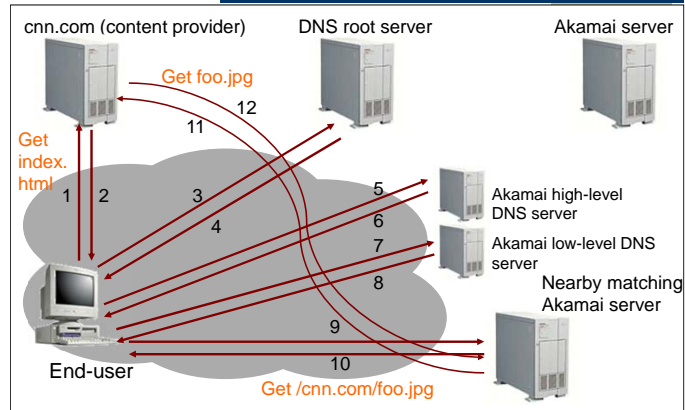 cnn.com (content provider)
DNS root server
Akamai server
Get foo.jpg
12
11
Get
index.
html
1
2
3
4
5
6
Akamai high-level
DNS server
7
8
Akamai low-level DNS
server
Nearby matching
Akamai server
9
10
End-user
Get /cnn.com/foo.jpg